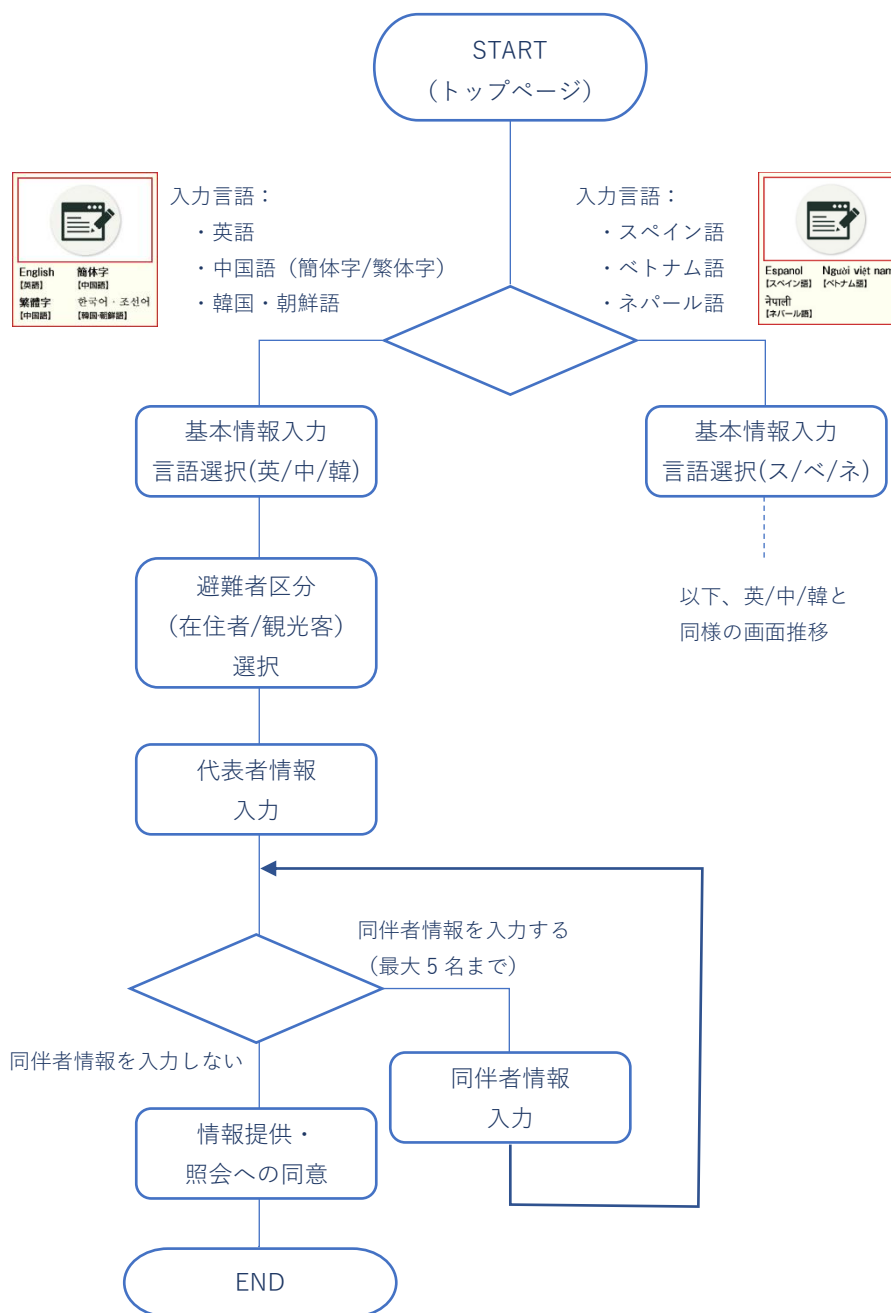 START
(トップページ)
入力言語：
・英語
・中国語（簡体字/繁体字）
・韓国・朝鮮語
入力言語：
・スペイン語
・ベトナム語
・ネパール語
English 簡体字
【英語】 【中国語】
繁體字 한국어・조선어
【中国語】 【韓国・朝鮮語】
Espanol Người việt nam
【スペイン語】 【ベトナム語】
नेपाली
【ネパール語】
基本情報入力
言語選択(英/中/韓)
基本情報入力
言語選択(ス/ベ/ネ)
避難者区分
(在住者/観光客)
選択
以下、英/中/韓と
同様の画面推移
代表者情報
入力
同伴者情報を入力する
（最大 5 名まで）
同伴者情報を入力しない
同伴者情報
入力
情報提供・
照会への同意
END